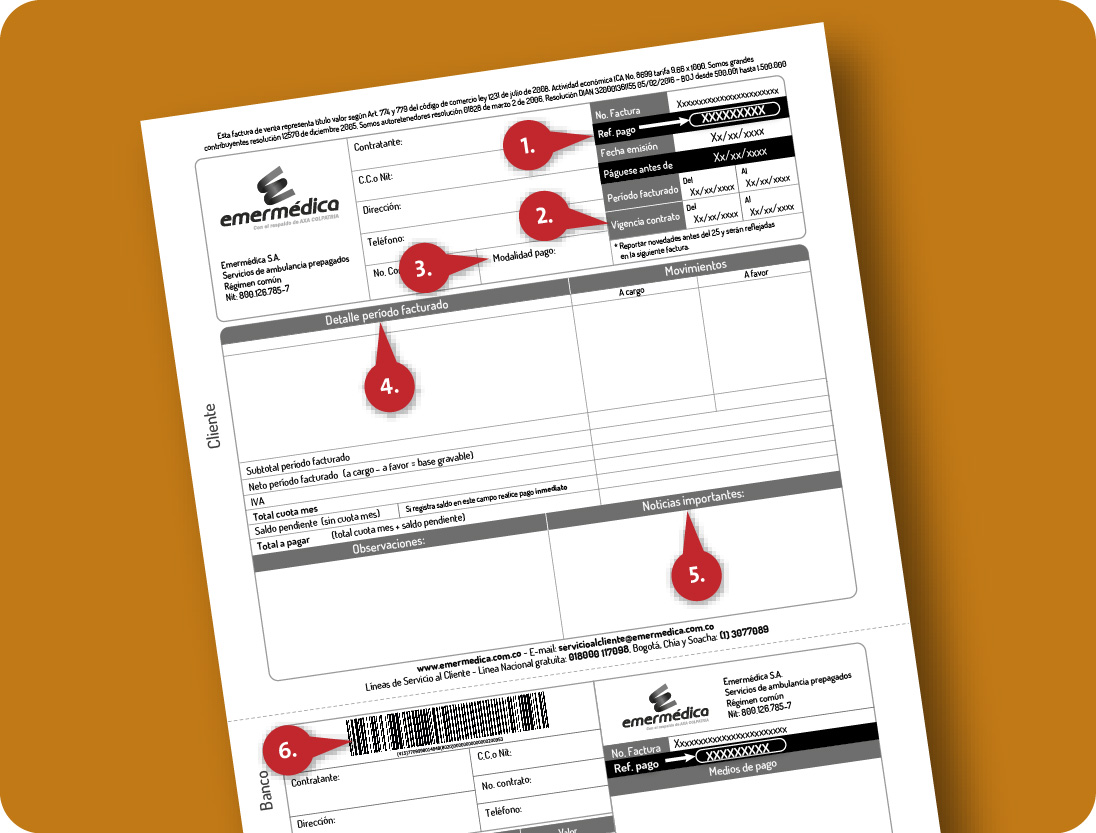 Esta factura de venta representa título valor según Art. 774 y 779 del código de comercio ley 1231 de julio de 2008. Actividad económica ICA No. 8699 tarifa 9.66 x 1000. Somos grandes
contribuyentes resolución 12570 de diciembre 2005. Somos autoretenedores resolución 01828 de marzo 2 de 2006. Resolución DIAN 320001361155 05/02/2016 - BOJ desde 500.001 hasta 1.500.000
emermédica
Con el respaldo de AXA COLPATRIA
Emermédica S.A.
Servicios de ambulancia prepagados
Régimen común
Nit: 800.126.785-7
Contratante:
C.C.o Nit:
Dirección:
Teléfono:
No. Co
Modalidad pago:
No. Factura
Xxxxxxxxxxxxxxxxxxxxxxxxx
Ref. pago
XXXXXXXXX
Fecha emisión
Xx/xx/xxxx
Páguese antes de
Xx/xx/xxxx
Período facturado
Del
Xx/xx/xxxx
Al
Xx/xx/xxxx
Vigencia contrato
Del
Xx/xx/xxxx
Al
Xx/xx/xxxx
* Reportar novedades antes del 25 y serán reflejadas
en la siguiente factura.
1.
2.
3.
Detalle período facturado
Movimientos
A cargo
A favor
4.
Cliente
Subtotal período facturado
Neto período facturado (a cargo - a favor = base gravable)
IVA
Total cuota mes
Saldo pendiente (sin cuota mes)
Si registra saldo en este campo realice pago inmediato
Total a pagar (total cuota mes + saldo pendiente)
Observaciones:
Noticias importantes:
5.
www.emermedica.com.co - E-mail: servicioalcliente@emermedica.com.co
Líneas de Servicio al Cliente - Línea Nacional gratuita: 018000 117098, Bogotá, Chía y Soacha: (1) 3077089
6.
Banco
Contratante:
Dirección:
C.C.o Nit:
No. contrato:
Teléfono:
Valor
emermédica
Emermédica S.A.
Servicios de ambulancia prepagados
Régimen común
Nit: 800.126.785-7
No. Factura
Xxxxxxxxxxxxxxxxxxxxxxxxx
Ref. pago
XXXXXXXXX
Medios de pago